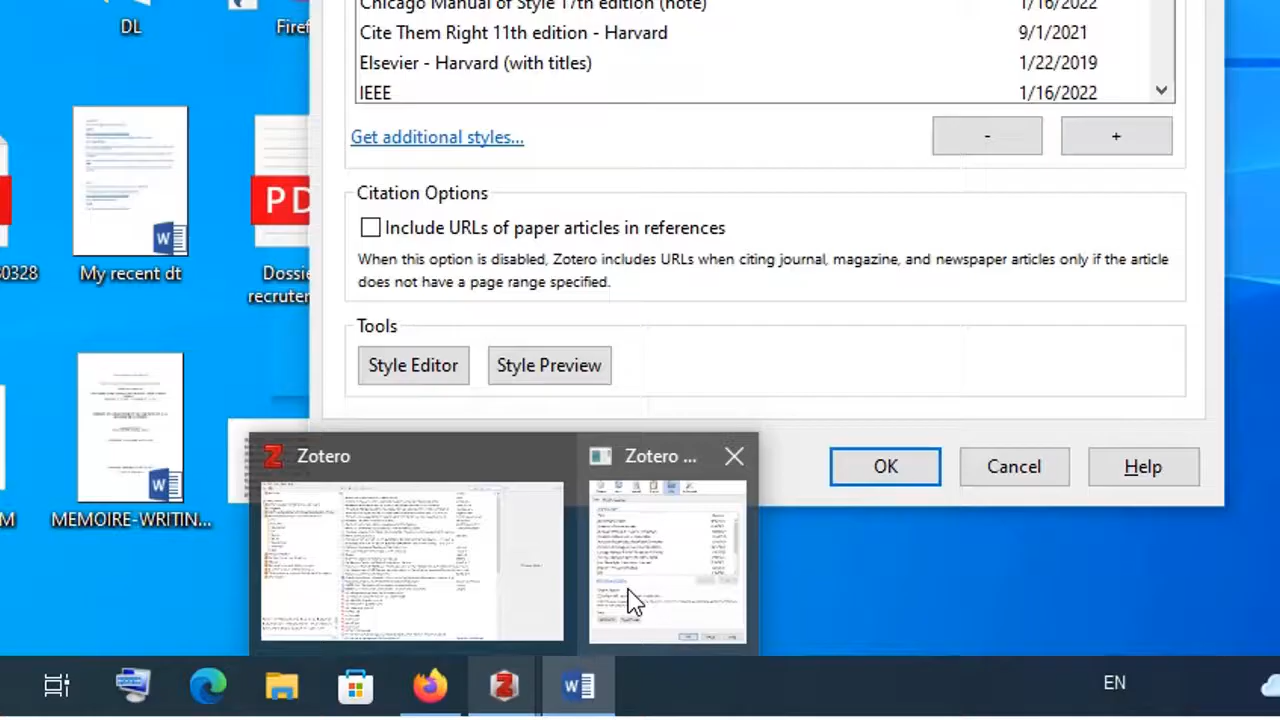 DL
Chicago Manual of Style 17th edition (note) 1/16/2022
Cite Them Right 11th edition - Harvard 9/1/2021
Elsevier - Harvard (with titles) 1/22/2019
IEEE 1/16/2022
Get additional styles...
- +
Citation Options
Include URLs of paper articles in references
When this option is disabled, Zotero includes URLs when citing journal, magazine, and newspaper articles only if the article
does not have a page range specified.
PD
My recent dt
Tools
Style Editor Style Preview
Zotero
Zotero ...
OK Cancel Help
MEMOIRE-WRITIN...
EN